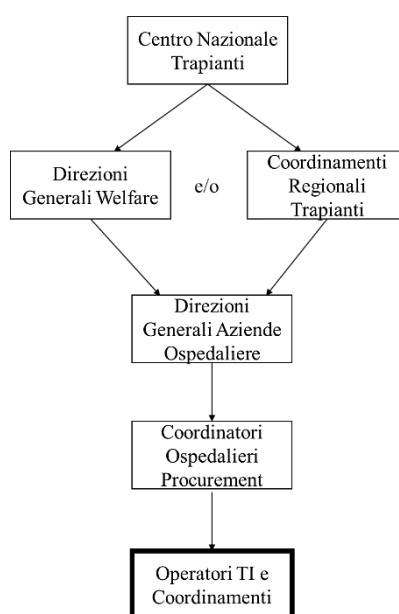 Centro Nazionale
Trapianti
Direzioni
Generali Welfare
e/o
Coordinamenti
Regionali
Trapianti
Direzioni
Generali Aziende
Ospedaliere
Coordinatori
Ospedalieri
Procurement
Operatori TI e
Coordinamenti